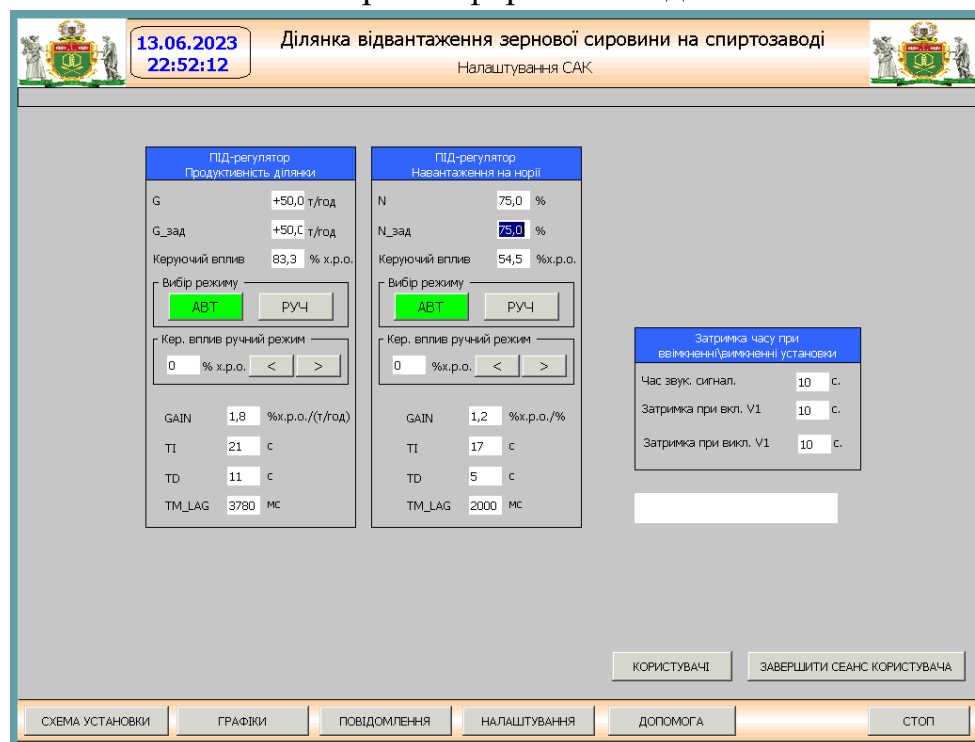 13.06.2023
22:52:12
Ділянка відвантаження зернової сировини на спиртозаводі
Налаштування САК
ПІД-регулятор
Продуктивність ділянки
G +50,0 т/год
G_зад +50,0 т/год
Керуючий вплив 83,3 % х.р.о.
Вибір режиму
АВТ РУЧ
Кер. вплив ручний режим
0 % х.р.о. < >
GAIN 1,8 %х.р.о./(т/год)
TI 21 с
TD 11 с
TM_LAG 3780 мс
ПІД-регулятор
Навантаження на норії
N 75,0 %
N_зад 75,0 %
Керуючий вплив 54,5 %х.р.о.
Вибір режиму
АВТ РУЧ
Кер. вплив ручний режим
0 %х.р.о. < >
GAIN 1,2 %х.р.о./%
TI 17 с
TD 5 с
TM_LAG 2000 мс
Затримка часу при
ввімкненні\вимкненні установки
Час звук. сигнал. 10 с.
Затримка при вкл. V1 10 с.
Затримка при викл. V1 10 с.
КОРИСТУВАЧІ ЗАВЕРШИТИ СЕАНС КОРИСТУВАЧА
СХЕМА УСТАНОВКИ ГРАФІКИ ПОВІДОМЛЕННЯ НАЛАШТУВАННЯ ДОПОМОГА СТОП